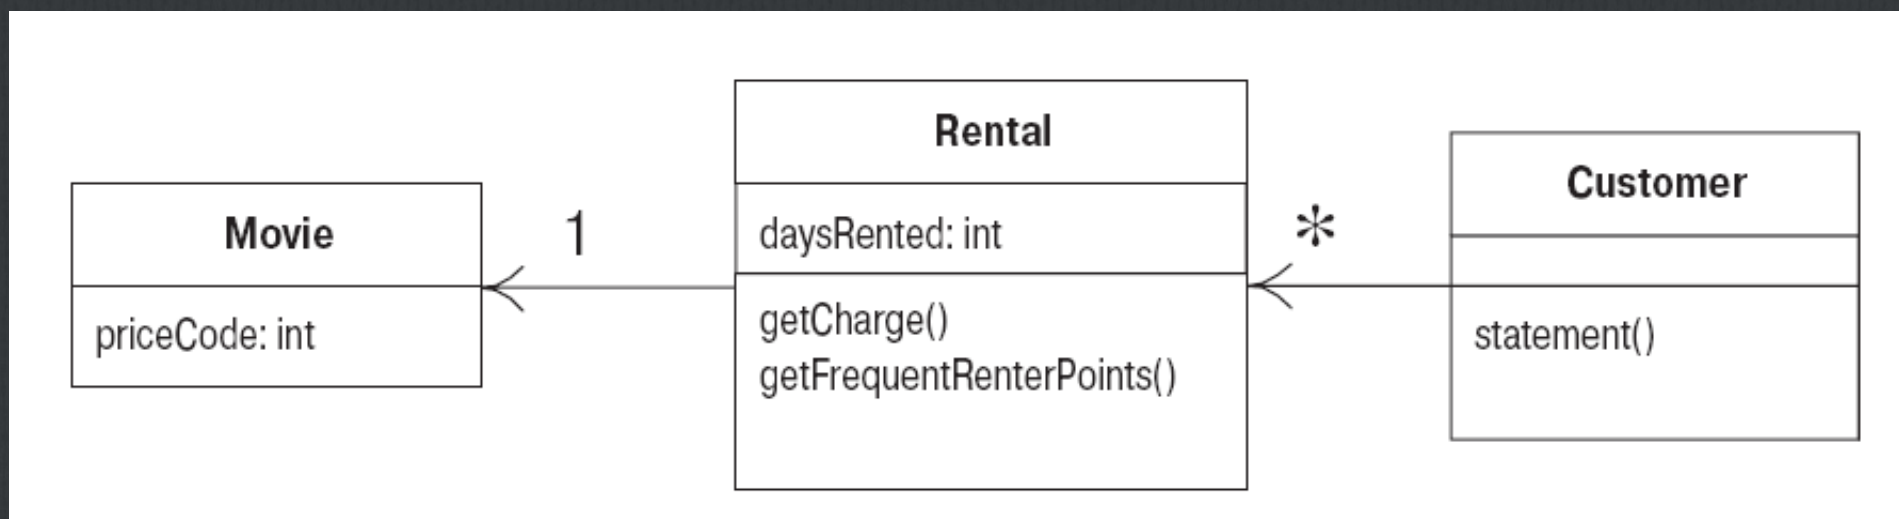 Movie
priceCode: int
1
Rental
daysRented: int
getCharge()
getFrequentRenterPoints()
*
Customer
statement()